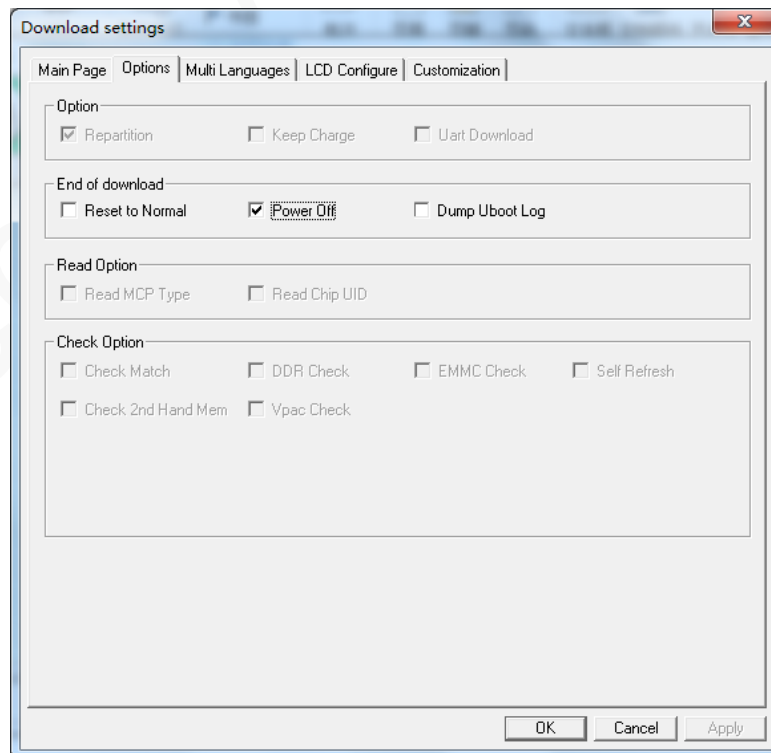 Download settings
Main Page Options Multi Languages LCD Configure Customization
Option
Repartition Keep Charge Uart Download
End of download
Reset to Normal Power Off Dump Uboot Log
Read Option
Read MCP Type Read Chip UID
Check Option
Check Match DDR Check EMMC Check Self Refresh
Check 2nd Hand Mem Vpac Check
OK Cancel Apply